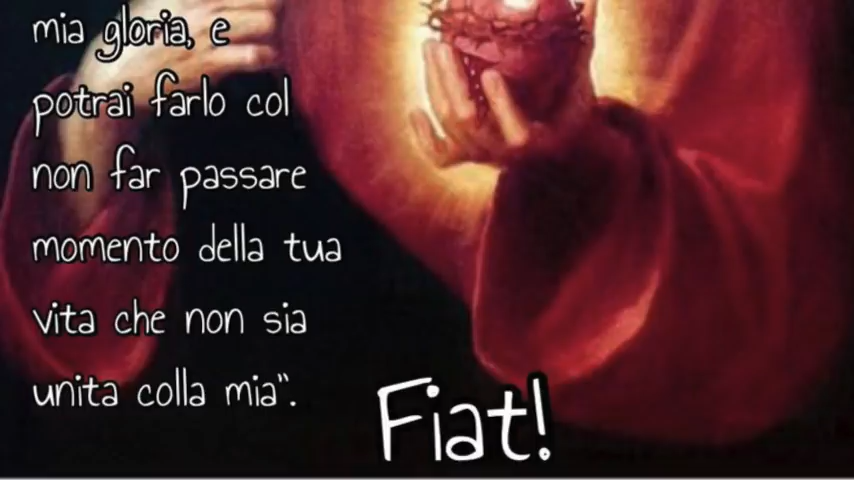 mia gloria, e
potrai farlo col
non far passare
momento della tua
vita che non sia
unita colla mia".
Fiat!